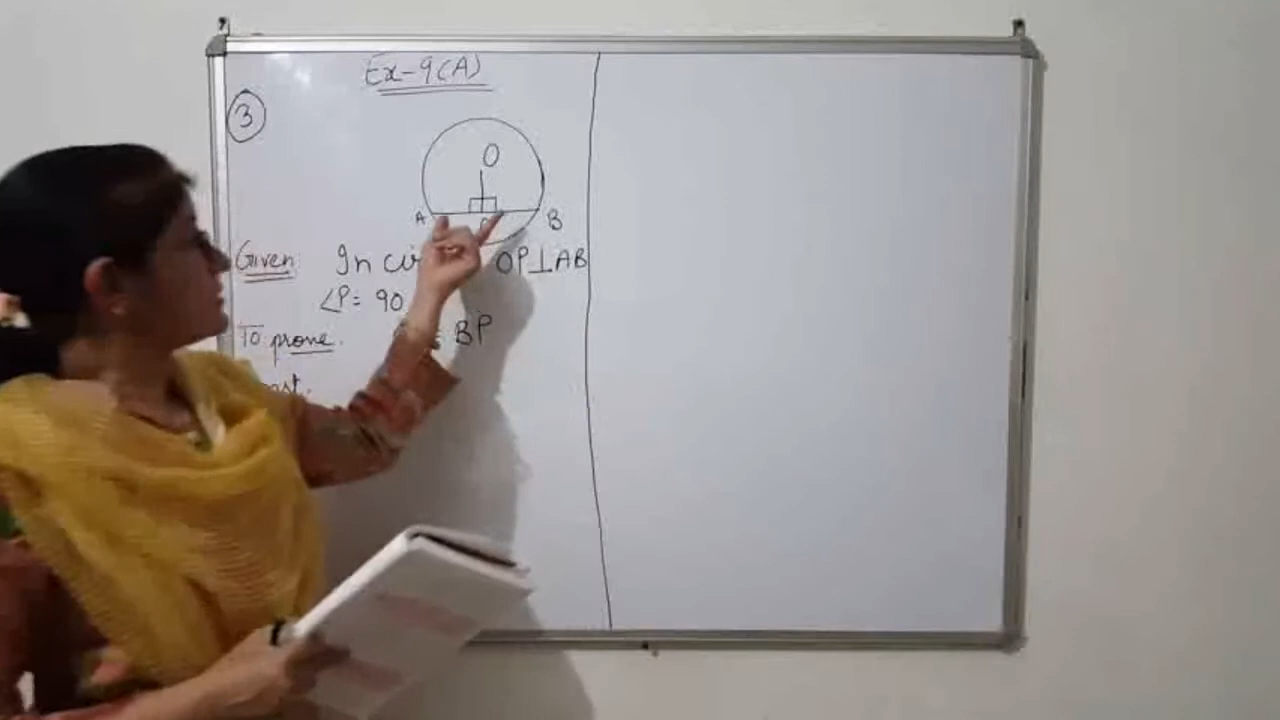 Ex-9(A)
3
O
A
B
Given In OP⊥AB
∠P= 90
To prove. = BP